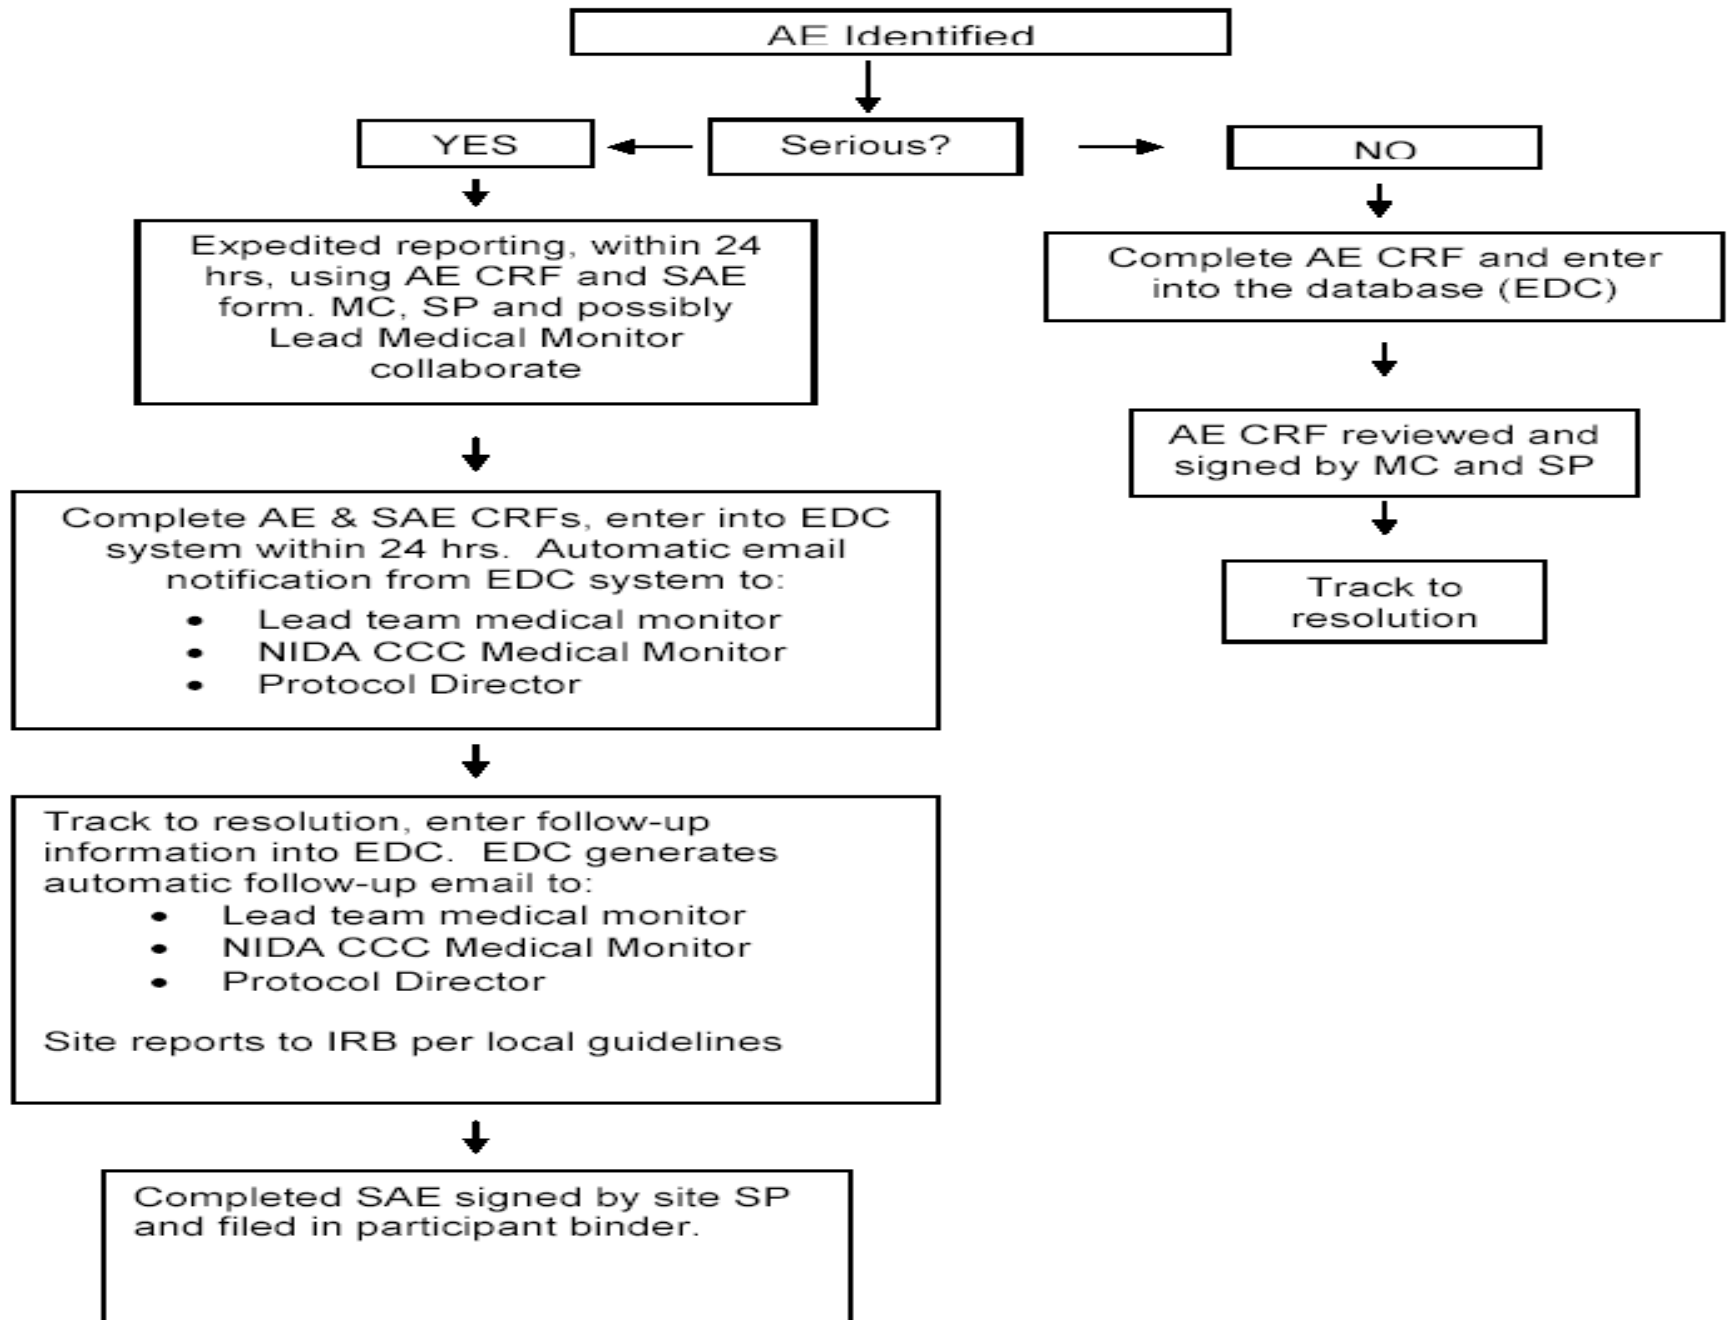 AE Identified
YES
Serious?
NO
Expedited reporting, within 24
hrs, using AE CRF and SAE
form. MC, SP and possibly
Lead Medical Monitor
collaborate
Complete AE CRF and enter
into the database (EDC)
AE CRF reviewed and
signed by MC and SP
Track to
resolution
Complete AE & SAE CRFs, enter into EDC
system within 24 hrs. Automatic email
notification from EDC system to:
• Lead team medical monitor
• NIDA CCC Medical Monitor
• Protocol Director
Track to resolution, enter follow-up
information into EDC. EDC generates
automatic follow-up email to:
• Lead team medical monitor
• NIDA CCC Medical Monitor
• Protocol Director
Site reports to IRB per local guidelines
Completed SAE signed by site SP
and filed in participant binder.